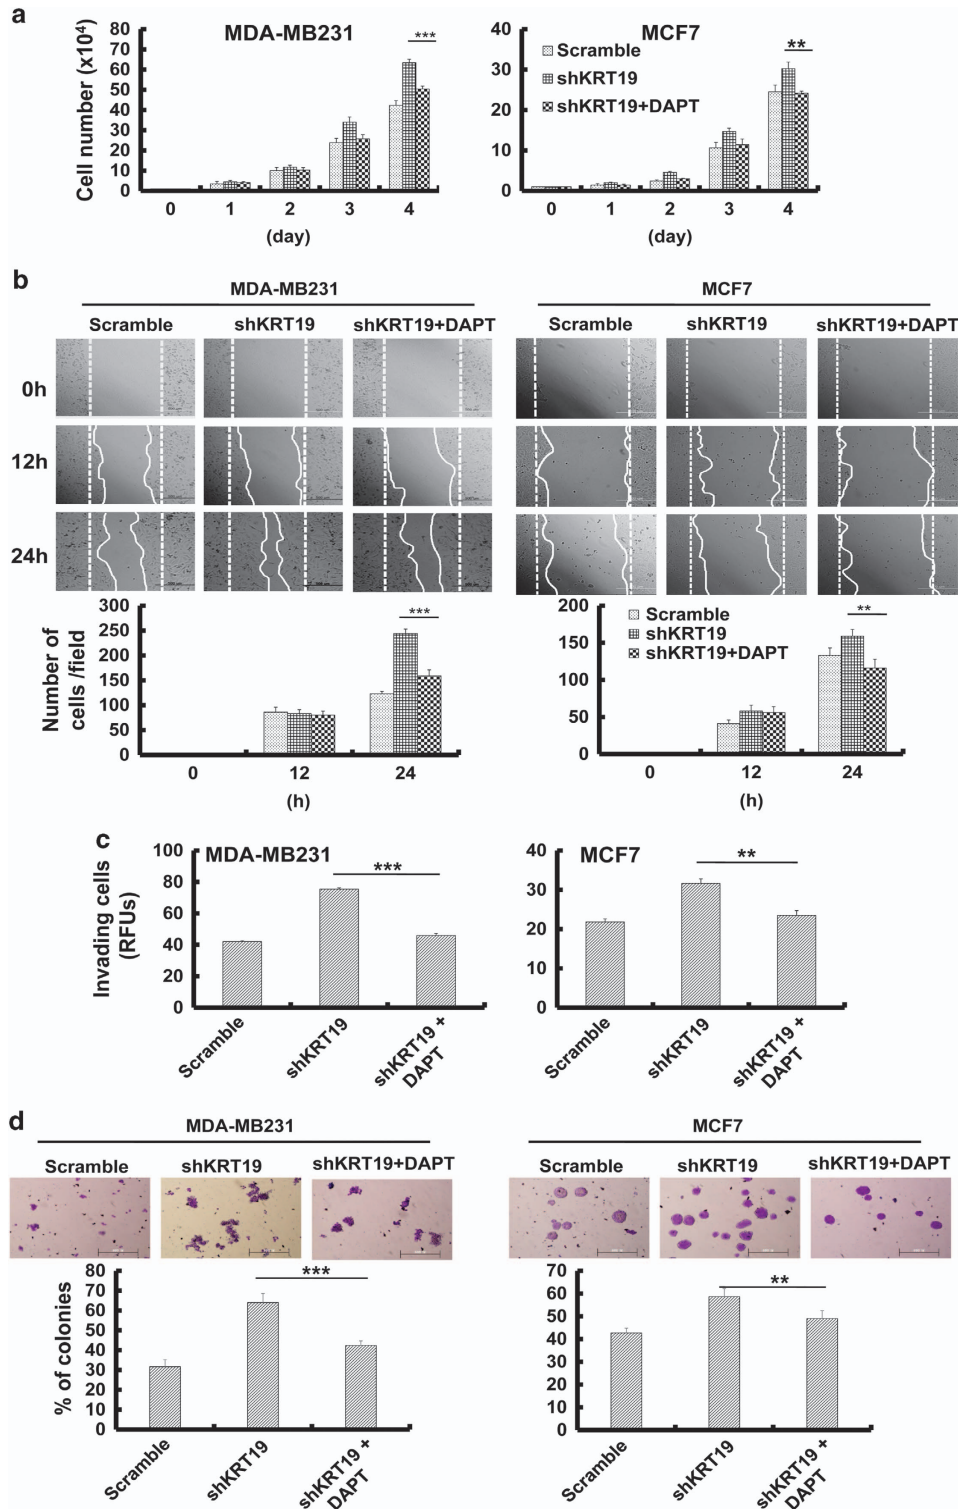 a
MDA-MB231
MCF7
Cell number (x10⁴)
80
70
60
50
40
30
20
10
0
***
0 1 2 3 4
(day)
40
30
20
10
0
Scramble
shKRT19
shKRT19+DAPT
**
0 1 2 3 4
(day)
b
MDA-MB231
MCF7
Scramble shKRT19 shKRT19+DAPT
Scramble shKRT19 shKRT19+DAPT
0h
12h
24h
Number of
cells /field
300
250
200
150
100
50
0
***
0 12 24
(h)
200
150
100
50
0
Scramble
shKRT19
shKRT19+DAPT
**
0 12 24
(h)
c
Invading cells
(RFUs)
100
80
60
40
20
0
MDA-MB231
***
Scramble
shKRT19
shKRT19 +
DAPT
40
30
20
10
0
MCF7
**
Scramble
shKRT19
shKRT19 +
DAPT
d
MDA-MB231
MCF7
Scramble shKRT19 shKRT19+DAPT
Scramble shKRT19 shKRT19+DAPT
% of colonies
80
70
60
50
40
30
20
10
0
***
Scramble
shKRT19
shKRT19 +
DAPT
70
60
50
40
30
20
10
0
**
Scramble
shKRT19
shKRT19 +
DAPT